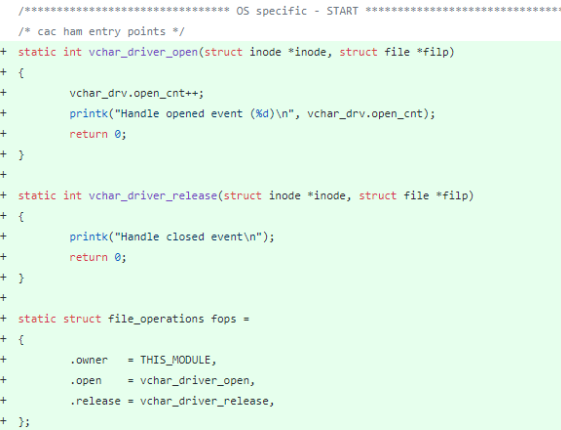 /******************************** OS specific - START *******************************
/* cac ham entry points */
+ static int vchar_driver_open(struct inode *inode, struct file *filp)
+ {
+         vchar_drv.open_cnt++;
+         printk("Handle opened event (%d)\n", vchar_drv.open_cnt);
+         return 0;
+ }
+
+ static int vchar_driver_release(struct inode *inode, struct file *filp)
+ {
+         printk("Handle closed event\n");
+         return 0;
+ }
+
+ static struct file_operations fops =
+ {
+         .owner   = THIS_MODULE,
+         .open    = vchar_driver_open,
+         .release = vchar_driver_release,
+ };